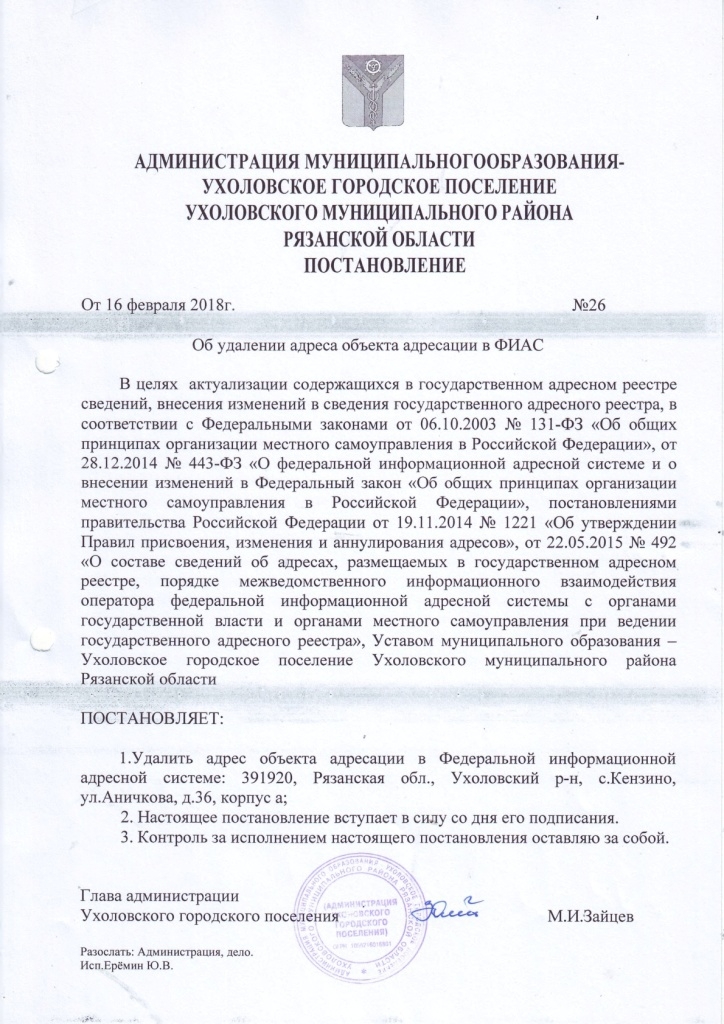 АДМИНИСТРАЦИЯ МУНИЦИПАЛЬНОГООБРАЗОВАНИЯ-
УХОЛОВСКОЕ ГОРОДСКОЕ ПОСЕЛЕНИЕ
УХОЛОВСКОГО МУНИЦИПАЛЬНОГО РАЙОНА
РЯЗАНСКОЙ ОБЛАСТИ
ПОСТАНОВЛЕНИЕ
От 16 февраля 2018г. №26
Об удалении адреса объекта адресации в ФИАС
В целях актуализации содержащихся в государственном адресном реестре
сведений, внесения изменений в сведения государственного адресного реестра, в
соответствии с Федеральными законами от 06.10.2003 № 131-ФЗ «Об общих
принципах организации местного самоуправления в Российской Федерации», от
28.12.2014 № 443-ФЗ «О федеральной информационной адресной системе и о
внесении изменений в Федеральный закон «Об общих принципах организации
местного самоуправления в Российской Федерации», постановлениями
правительства Российской Федерации от 19.11.2014 № 1221 «Об утверждении
Правил присвоения, изменения и аннулирования адресов», от 22.05.2015 № 492
«О составе сведений об адресах, размещаемых в государственном адресном
реестре, порядке межведомственного информационного взаимодействия
оператора федеральной информационной адресной системы с органами
государственной власти и органами местного самоуправления при ведении
государственного адресного реестра», Уставом муниципального образования –
Ухоловское городское поселение Ухоловского муниципального района
Рязанской области
ПОСТАНОВЛЯЕТ:
1.Удалить адрес объекта адресации в Федеральной информационной
адресной системе: 391920, Рязанская обл., Ухоловский р-н, с.Кензино,
ул.Аничкова, д.36, корпус а;
2. Настоящее постановление вступает в силу со дня его подписания.
3. Контроль за исполнением настоящего постановления оставляю за собой.
Глава администрации
Ухоловского городского поселения М.И.Зайцев
(АДМИНИСТРАЦИЯ
ГОРОДСКОГО
ПОСЕЛЕНИЯ)
Разослать: Администрация, дело.
Исп.Ерёмин Ю.В.